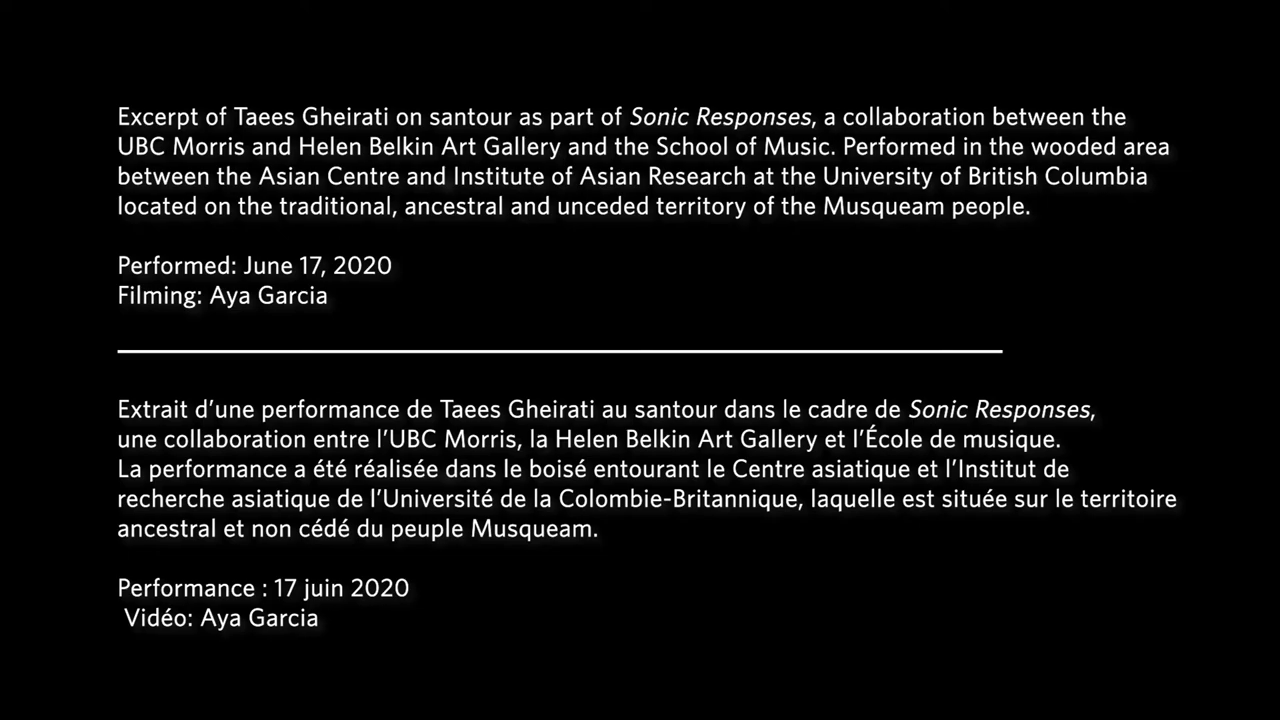 Excerpt of Taees Gheirati on santour as part of Sonic Responses, a collaboration between the
UBC Morris and Helen Belkin Art Gallery and the School of Music. Performed in the wooded area
between the Asian Centre and Institute of Asian Research at the University of British Columbia
located on the traditional, ancestral and unceded territory of the Musqueam people.
Performed: June 17, 2020
Filming: Aya Garcia
Extrait d’une performance de Taees Gheirati au santour dans le cadre de Sonic Responses,
une collaboration entre l’UBC Morris, la Helen Belkin Art Gallery et l’École de musique.
La performance a été réalisée dans le boisé entourant le Centre asiatique et l’Institut de
recherche asiatique de l’Université de la Colombie-Britannique, laquelle est située sur le territoire
ancestral et non cédé du peuple Musqueam.
Performance : 17 juin 2020
Vidéo: Aya Garcia